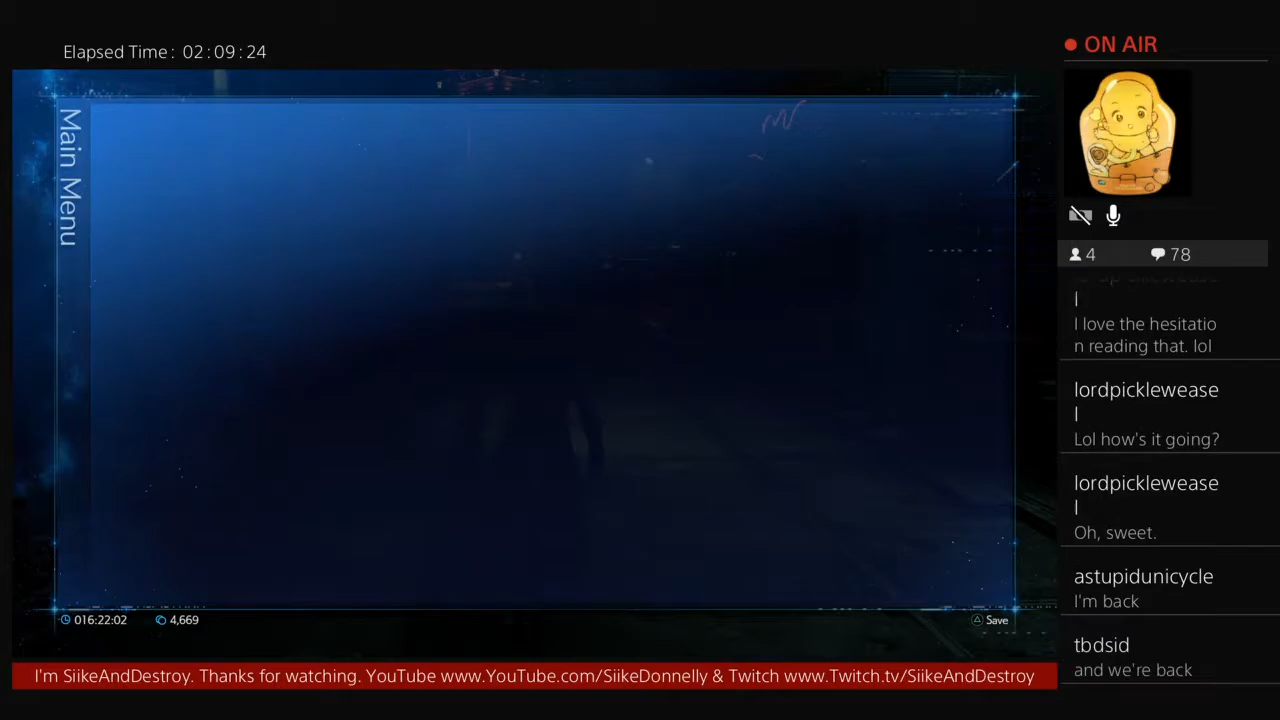 Elapsed Time: 02:09:24
ON AIR
Main Menu
4
78
l
I love the hesitatio
n reading that. lol
lordpicklewease
l
Lol how's it going?
lordpicklewease
l
Oh, sweet.
astupidunicycle
I'm back
tbdsid
and we're back
016:22:02
4,669
Save
I'm SiikeAndDestroy. Thanks for watching. YouTube www.YouTube.com/SiikeDonnelly & Twitch www.Twitch.tv/SiikeAndDestroy